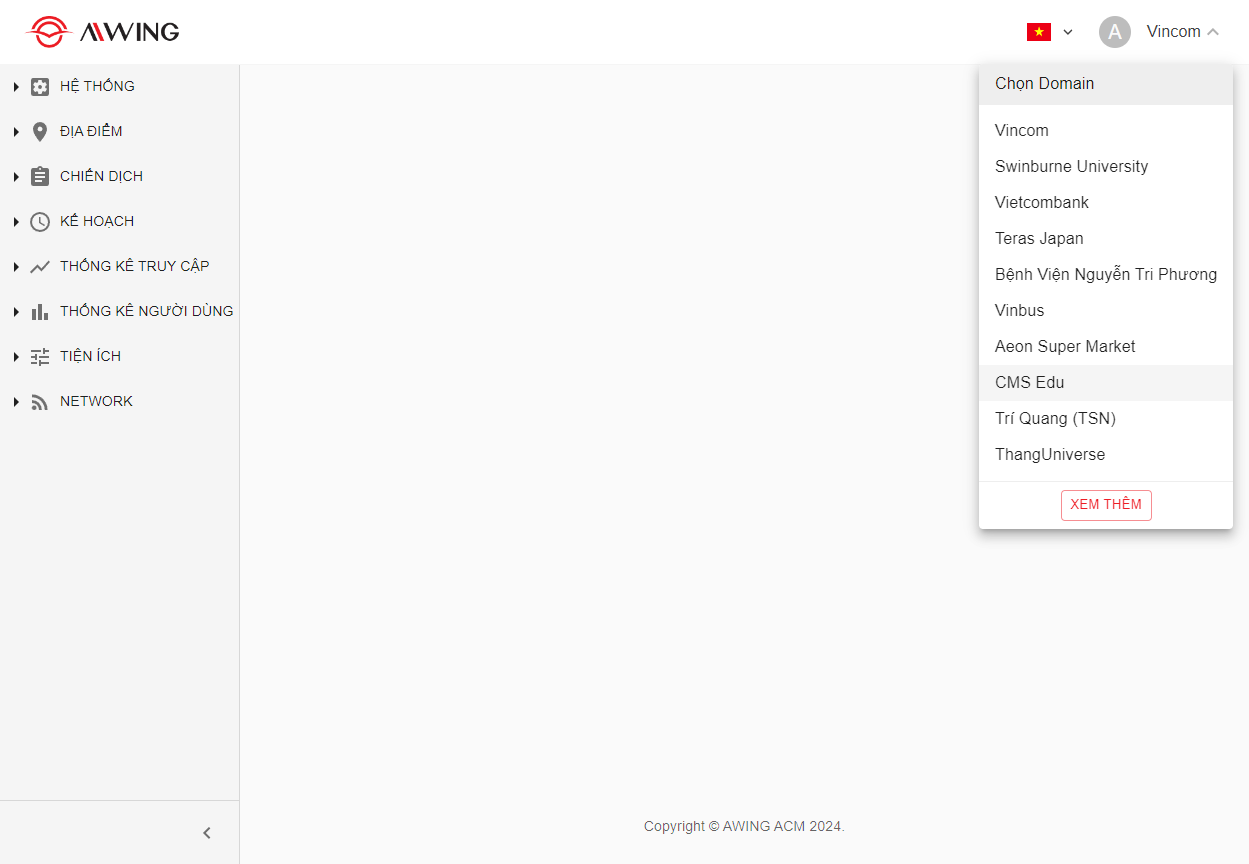 AWING
A
Vincom
HỆ THỐNG
ĐỊA ĐIỂM
CHIẾN DỊCH
KẾ HOẠCH
THỐNG KÊ TRUY CẬP
THỐNG KÊ NGƯỜI DÙNG
TIỆN ÍCH
NETWORK
Chọn Domain
Vincom
Swinburne University
Vietcombank
Teras Japan
Bệnh Viện Nguyễn Tri Phương
Vinbus
Aeon Super Market
CMS Edu
Trí Quang (TSN)
ThangUniverse
XEM THÊM
Copyright © AWING ACM 2024.